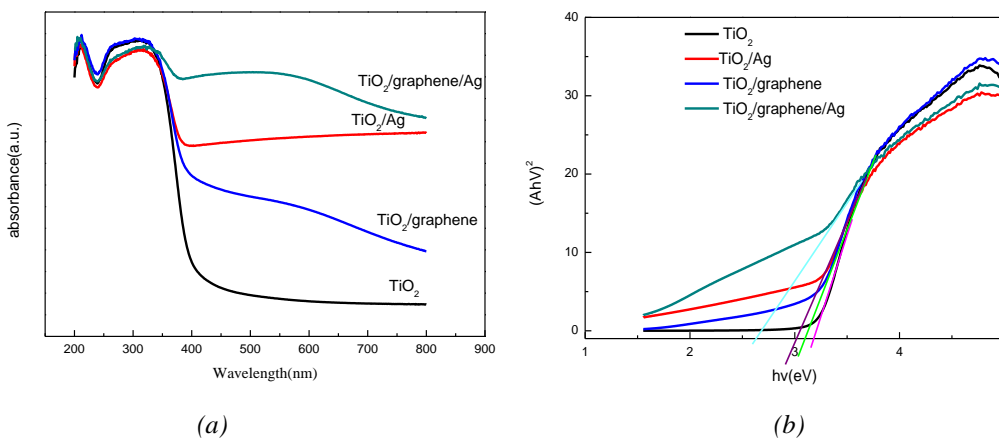 absorbance(a.u.)
TiO₂/graphene/Ag
TiO₂/Ag
TiO₂/graphene
TiO₂
200 300 400 500 600 700 800 900
Wavelength(nm)
(a)
(AhV)²
40
30
20
10
0
TiO₂
TiO₂/Ag
TiO₂/graphene
TiO₂/graphene/Ag
1 2 3 4
hv(eV)
(b)